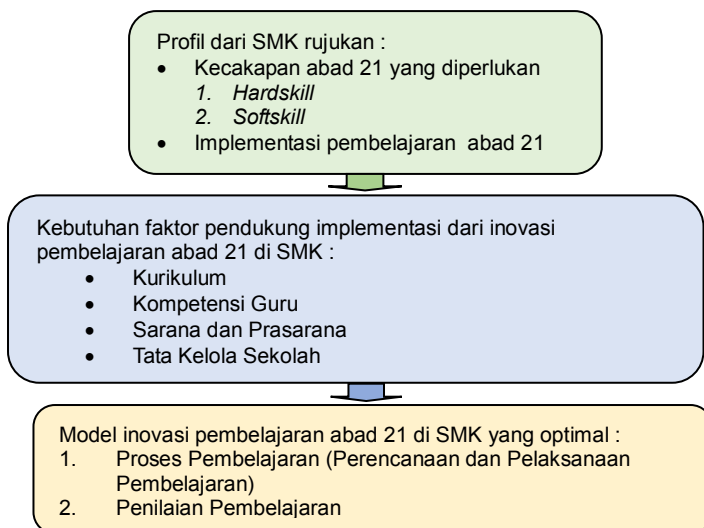 Profil dari SMK rujukan :
• Kecakapan abad 21 yang diperlukan
1. Hardskill
2. Softskill
• Implementasi pembelajaran abad 21
Kebutuhan faktor pendukung implementasi dari inovasi
pembelajaran abad 21 di SMK :
• Kurikulum
• Kompetensi Guru
• Sarana dan Prasarana
• Tata Kelola Sekolah
Model inovasi pembelajaran abad 21 di SMK yang optimal :
1. Proses Pembelajaran (Perencanaan dan Pelaksanaan
Pembelajaran)
2. Penilaian Pembelajaran